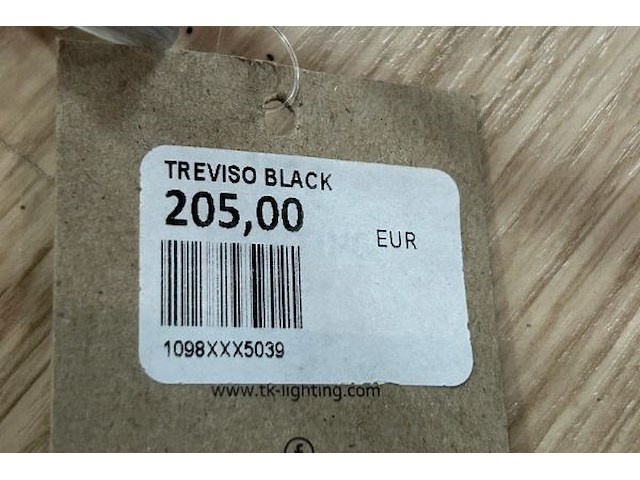 TREVISO BLACK
205,00
EUR
1098XXX5039
www.tk-lighting.com
f